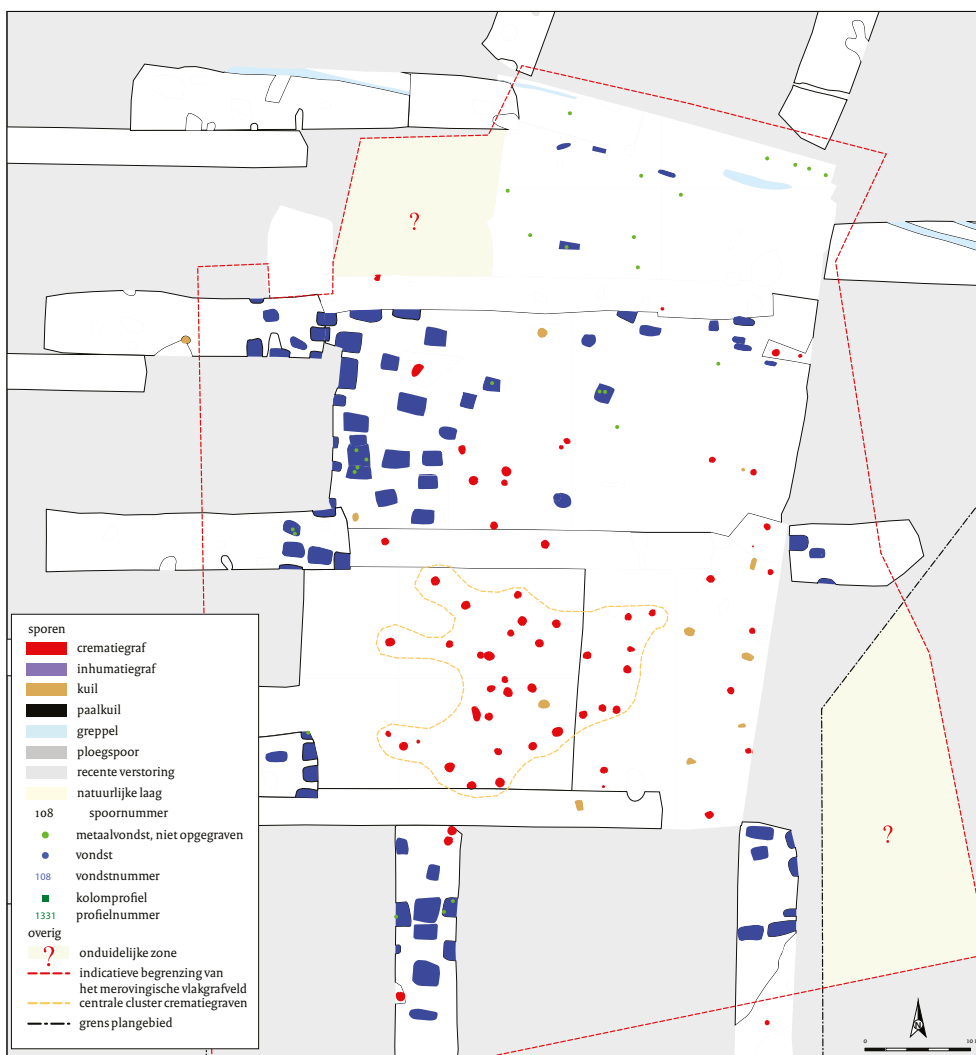 ?
?
sporen
crematiegraf
inhumatiegraf
kuil
paalkuil
greppel
ploegspoor
recente verstoring
natuurlijke laag
108 spoornummer
metaalvondst, niet opgegraven
vondst
108 vondstnummer
kolomprofiel
1331 profielnummer
overig
? onduidelijke zone
indicatieve begrenzing van
het merovingische vlakgrafveld
centrale cluster crematiegraven
grens plangebied
N
0